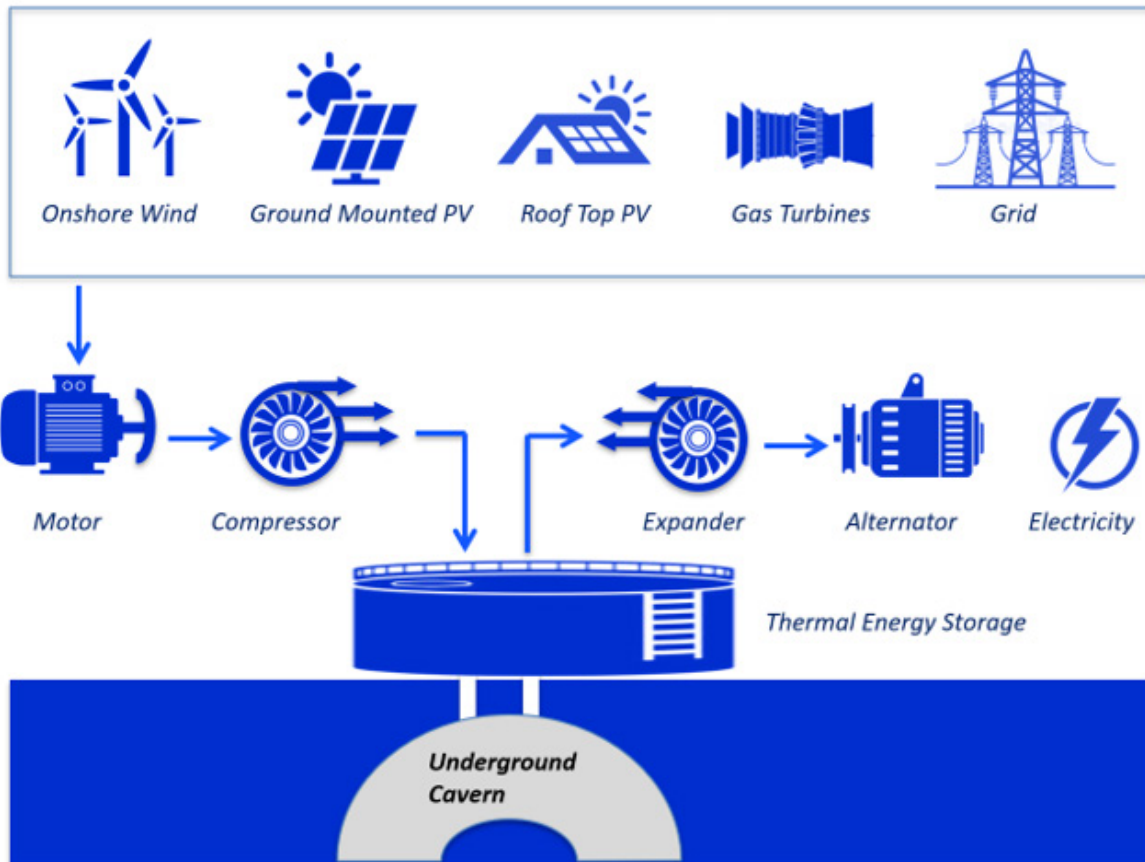 Onshore Wind
Ground Mounted PV
Roof Top PV
Gas Turbines
Grid
Motor
Compressor
Expander
Alternator
Electricity
Thermal Energy Storage
Underground
Cavern